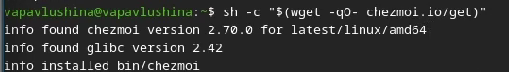 vapavlushina@vapavlushina:~$ sh -c "$(wget -qO- chezmoi.io/get)"
info found chezmoi version 2.70.0 for latest/linux/amd64
info found glibc version 2.42
info installed bin/chezmoi